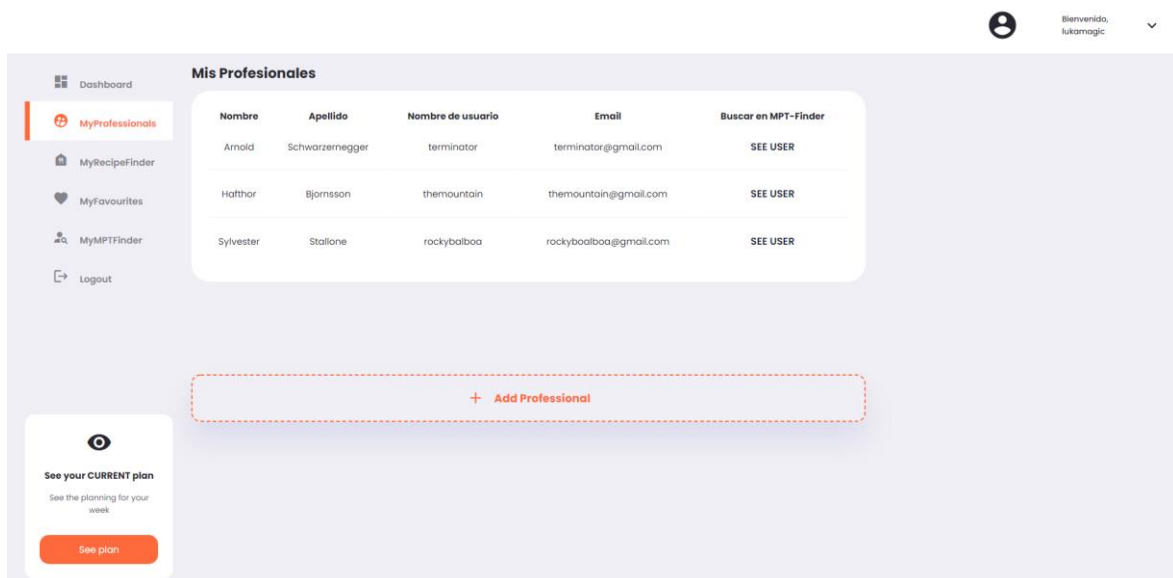 Bienvenido,
lukamagic
Dashboard
MyProfessionals
MyRecipeFinder
MyFavourites
MyMPTFinder
Logout
See your CURRENT plan
See the planning for your
week
See plan
Mis Profesionales
Nombre Apellido Nombre de usuario Email Buscar en MPT-Finder
Arnold Schwarzernegger terminator terminator@gmail.com SEE USER
Hafthor Bjornsson themountain themountain@gmail.com SEE USER
Sylvester Stallone rockybalboa rockyboalboa@gmail.com SEE USER
+ Add Professional